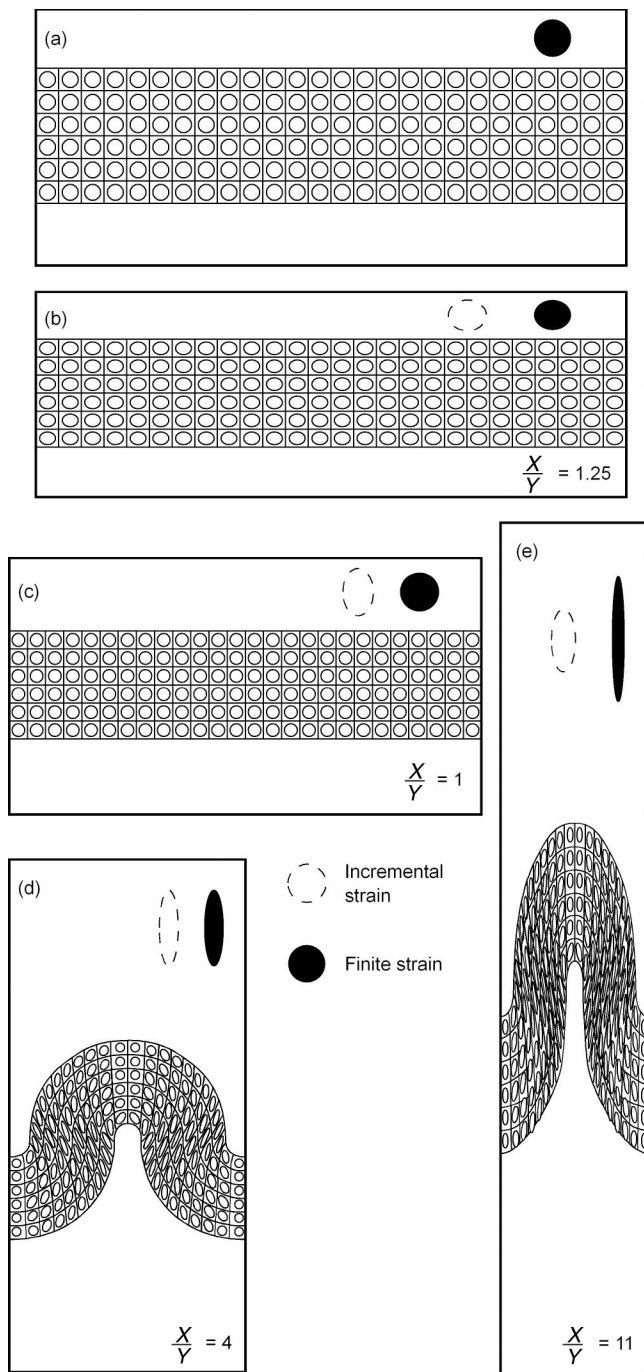 (a)
(b)
X
Y = 1.25
(c)
X
Y = 1
(e)
(d)
Incremental
strain
Finite strain
X
Y = 4
X
Y = 11